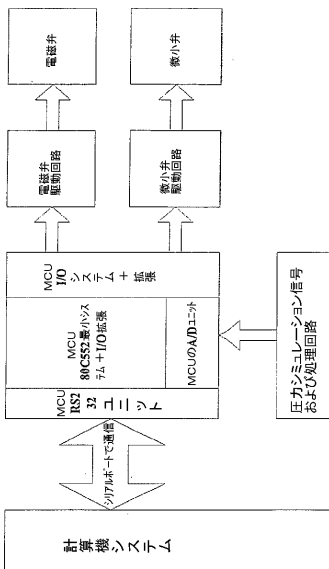 計算機システム
シリアルポートで通信
MCU
RS2
32 ユニット
MCU
80C552最小シス
テム+I/O拡張
MCUのA/Dユニット
MCU
I/O
システム + 拡張
圧力シミュレーション信号
および処理回路
電磁弁
駆動回路
微小弁
駆動回路
電磁弁
微小弁